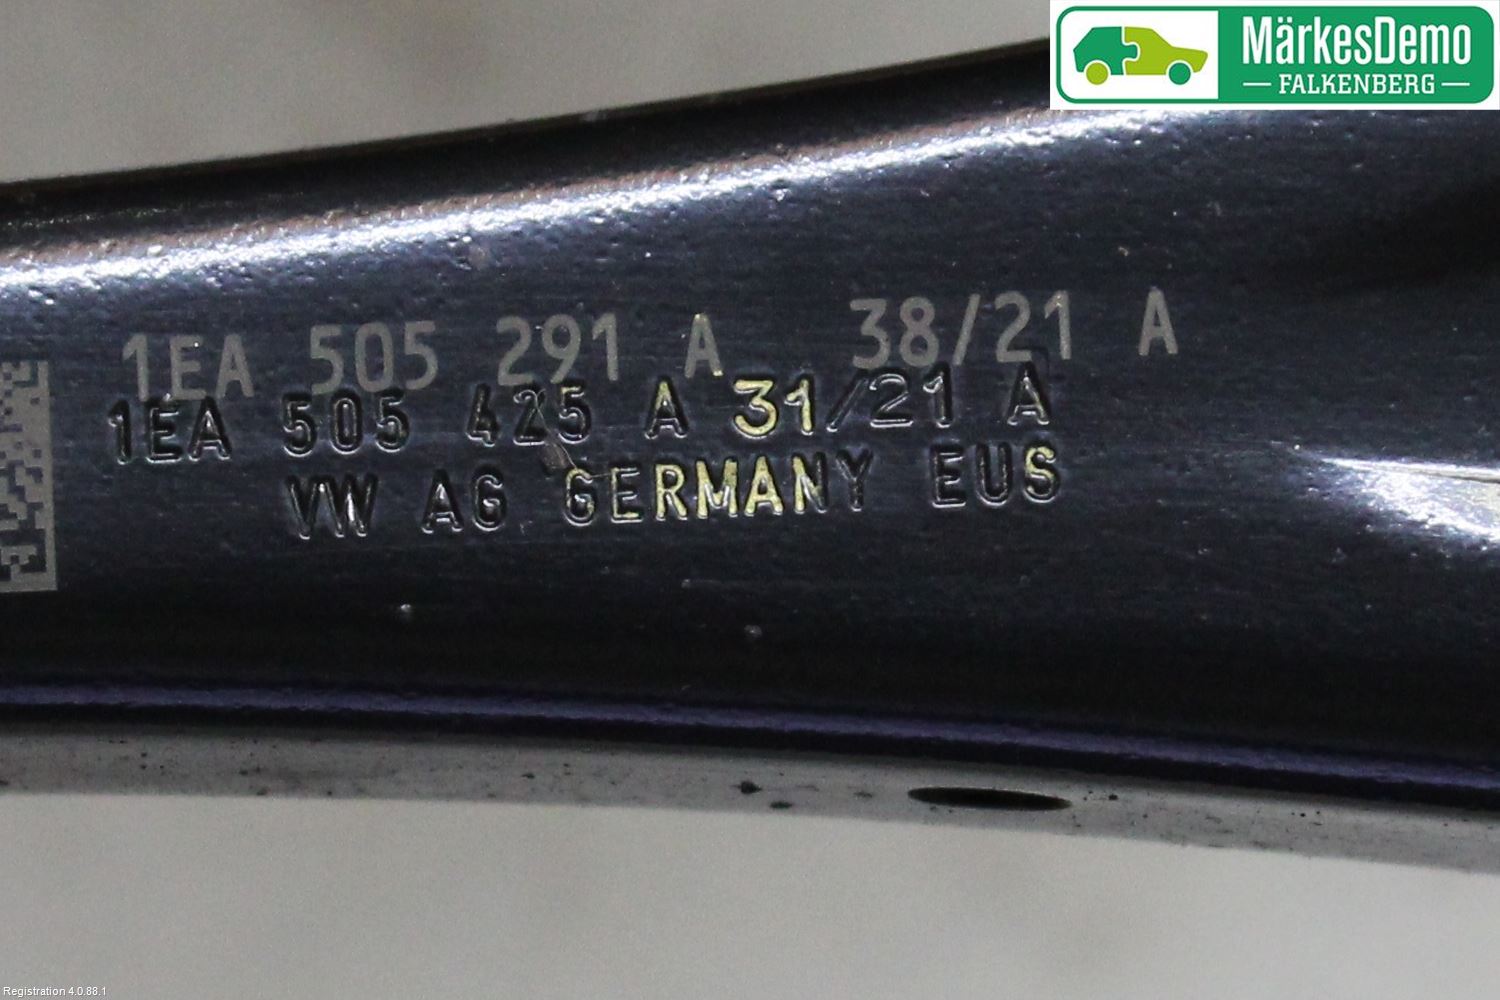 MärkesDemo
FALKENBERG
1EA 505 291 A 38/21 A
1EA 505 425 A 31/21 A
VW AG GERMANY EUS
Registration 4.0.88.1